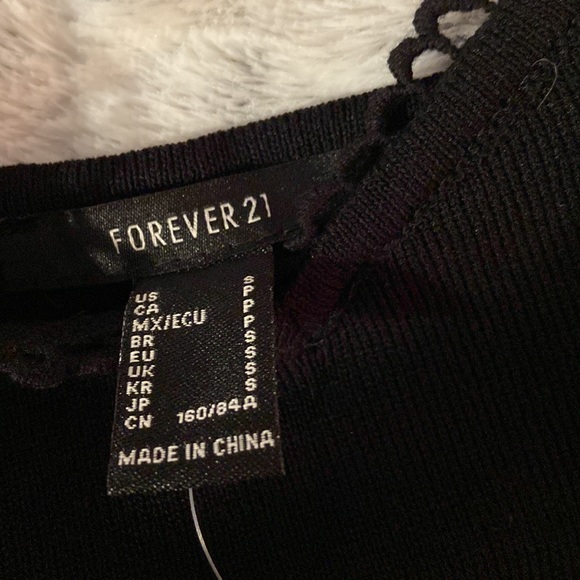 FOREVER 21
US S
CA P
MX/ECU P
BR P
EU S
UK S
KR S
JP S
CN 160/84A
MADE IN CHINA